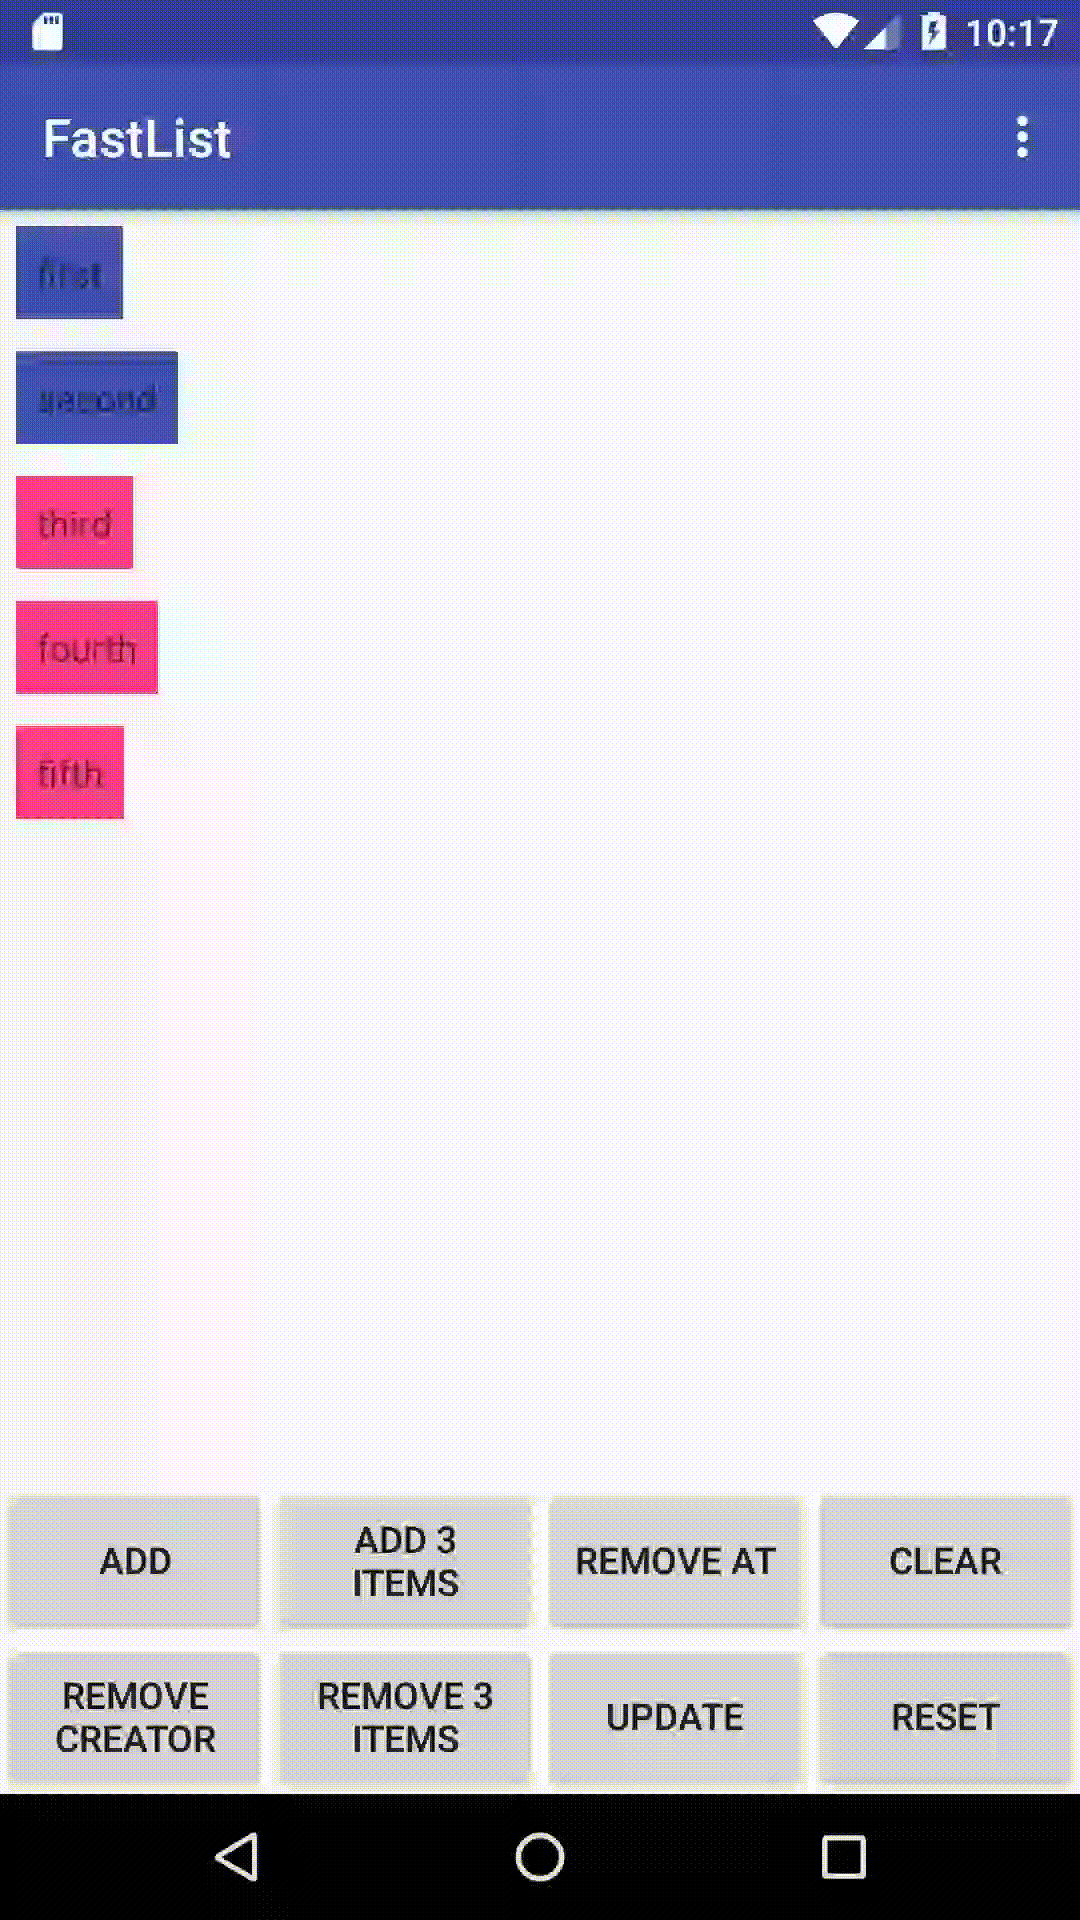 10:17
FastList
first
second
third
fourth
fifth
ADD
ADD 3
ITEMS
REMOVE AT
CLEAR
REMOVE
CREATOR
REMOVE 3
ITEMS
UPDATE
RESET